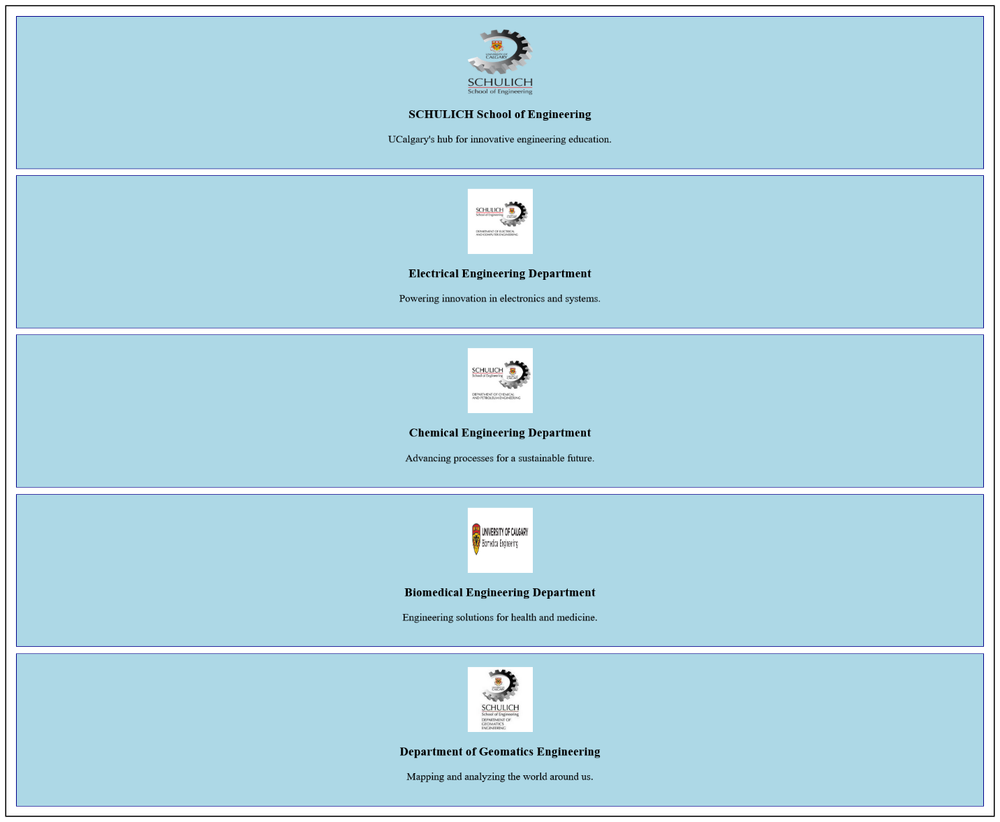 UNIVERSITY OF
CALGARY
SCHULICH
School of Engineering
SCHULICH School of Engineering
UCalgary's hub for innovative engineering education.
SCHULICH
School of Engineering
UNIVERSITY OF
CALGARY
DEPARTMENT OF ELECTRICAL
AND COMPUTER ENGINEERING
Electrical Engineering Department
Powering innovation in electronics and systems.
SCHULICH
School of Engineering
UNIVERSITY OF
CALGARY
DEPARTMENT OF CHEMICAL
AND PETROLEUM ENGINEERING
Chemical Engineering Department
Advancing processes for a sustainable future.
UNIVERSITY OF CALGARY
Biomedical Engineering
Biomedical Engineering Department
Engineering solutions for health and medicine.
UNIVERSITY OF
CALGARY
SCHULICH
School of Engineering
DEPARTMENT OF
GEOMATICS
ENGINEERING
Department of Geomatics Engineering
Mapping and analyzing the world around us.